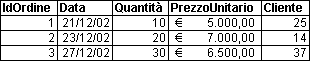 IdOrdine Data Quantità PrezzoUnitario Cliente
1 21/12/02 10 € 5.000,00 25
2 23/12/02 20 € 7.000,00 14
3 27/12/02 30 € 6.500,00 37